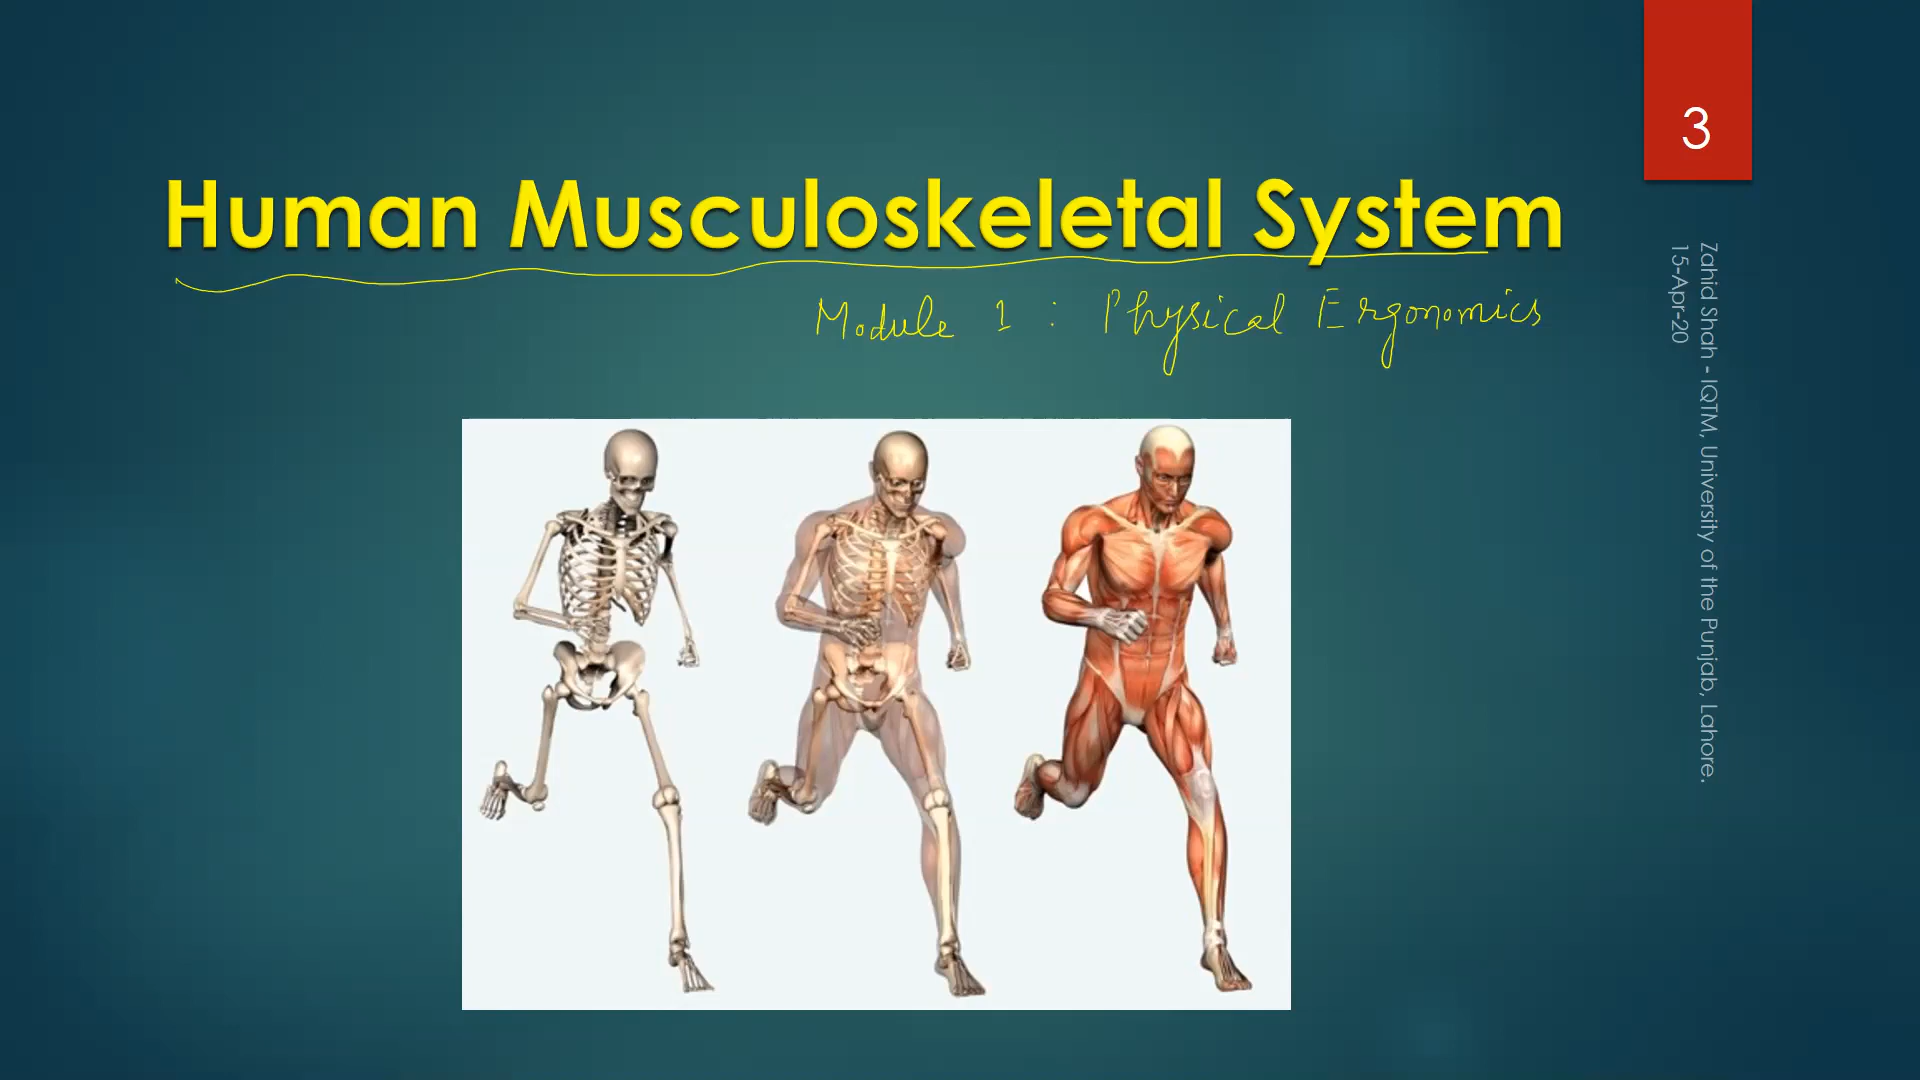 3
Human Musculoskeletal System
Module 1 : Physical Ergonomics
Zahid Shah - IQTM, University of the Punjab, Lahore.
15-Apr-20